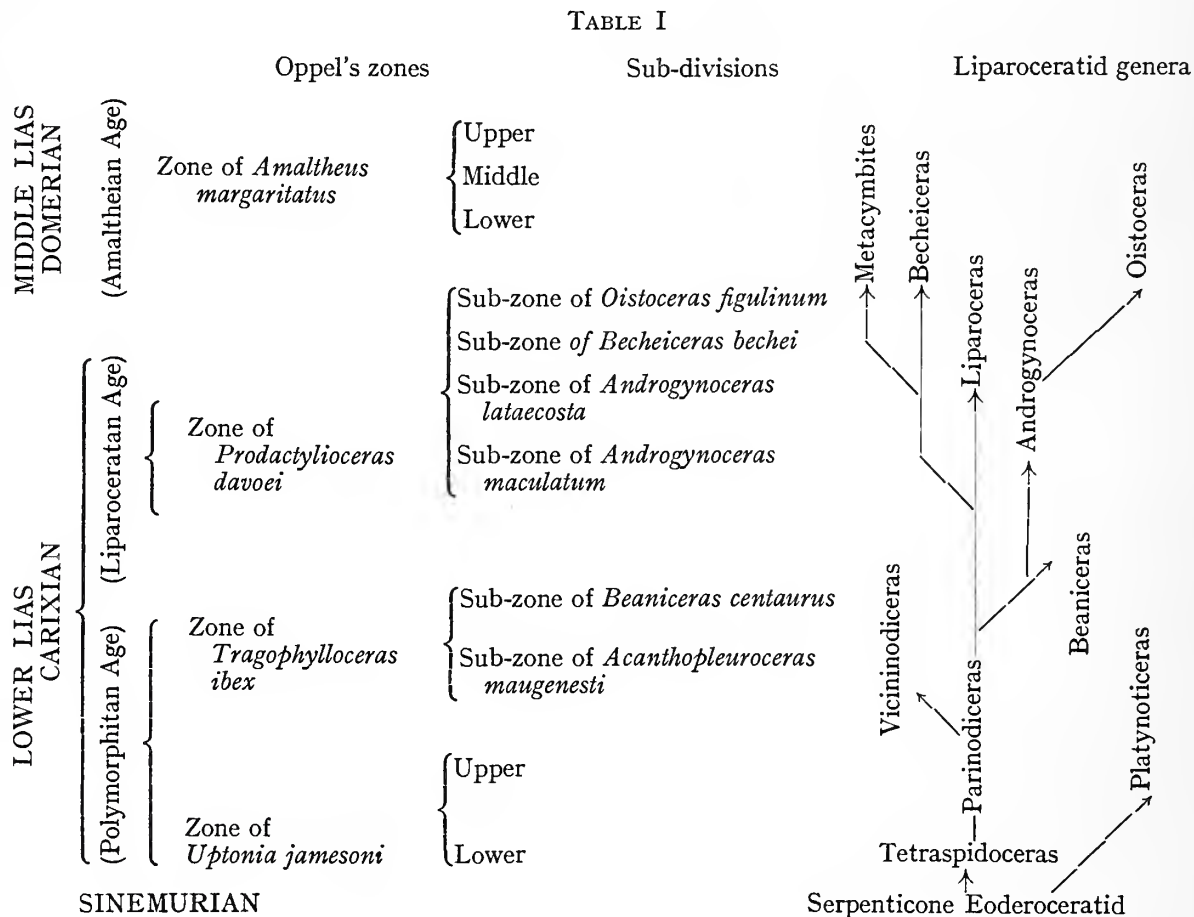 TABLE I
Oppel's zones
Sub-divisions
Liparoceratid genera
MIDDLE LIAS
DOMERIAN
(Amaltheian Age)
Zone of Amaltheus
margaritatus
Upper
Middle
Lower
LOWER LIAS
CARIXIAN
(Liparoceratan Age)
Zone of
Prodactylioceras
davoei
Sub-zone of Oistoceras figulinum
Sub-zone of Becheiceras bechei
Sub-zone of Androgynoceras
lataecosta
Sub-zone of Androgynoceras
maculatum
(Polymorphitan Age)
Zone of
Tragophylloceras
ibex
Sub-zone of Beaniceras centaurus
Sub-zone of Acanthopleuroceras
maugenesti
Zone of
Uptonia jamesoni
Upper
Lower
SINEMURIAN
Metacymbites
Becheiceras
Liparoceras
Androgynoceras
Oistoceras
Vicininodiceras
Parinodiceras
Beaniceras
Platynoticeras
Tetraspidoceras
Serpenticone Eoderoceratid